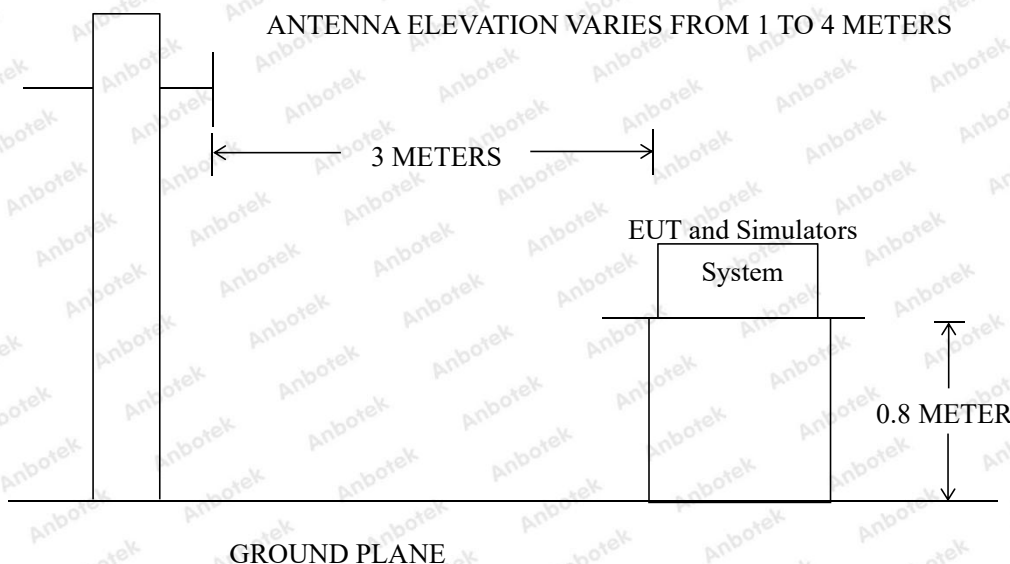 ANTENNA ELEVATION VARIES FROM 1 TO 4 METERS
3 METERS
EUT and Simulators
System
0.8 METER
GROUND PLANE
Anbotek